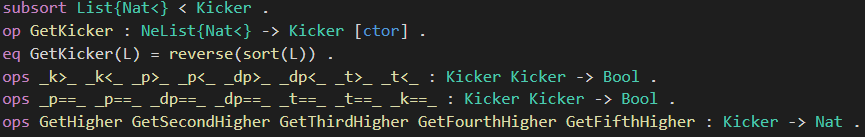 subsort List{Nat<} < Kicker .
op GetKicker : NeList{Nat<} -> Kicker [ctor] .
eq GetKicker(L) = reverse(sort(L)) .
ops _k>_ _k<_ _p>_ _p<_ _dp>_ _dp<_ _t>_ _t<_ : Kicker Kicker -> Bool .
ops _p==_ _p==_ _dp==_ _dp==_ _t==_ _t==_ _k==_ : Kicker Kicker -> Bool .
ops GetHigher GetSecondHigher GetThirdHigher GetFourthHigher GetFifthHigher : Kicker -> Nat .